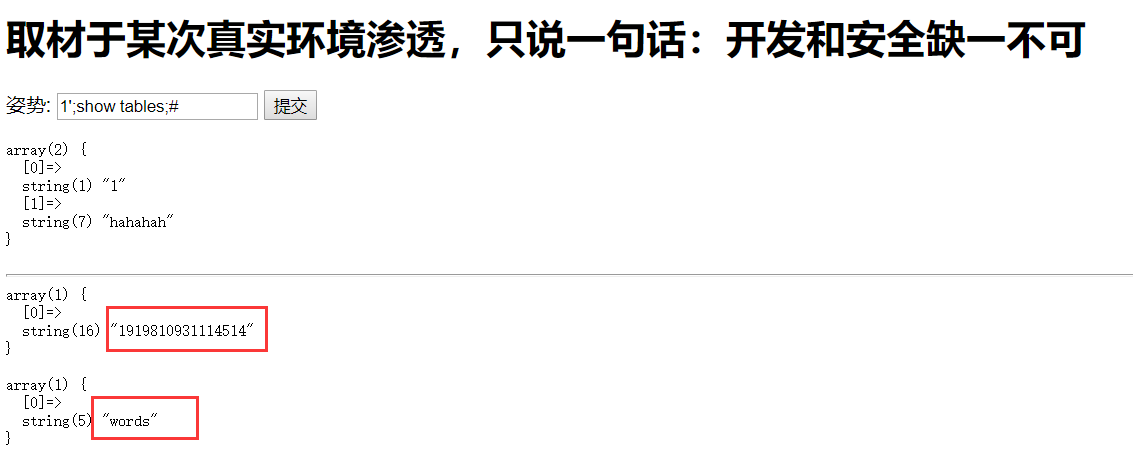 取材于某次真实环境渗透，只说一句话：开发和安全缺一不可
姿势: 1';show tables;# 提交
array(2) {
  [0]=>
  string(1) "1"
  [1]=>
  string(7) "hahahah"
}
array(1) {
  [0]=>
  string(16) "1919810931114514"
}
array(1) {
  [0]=>
  string(5) "words"
}